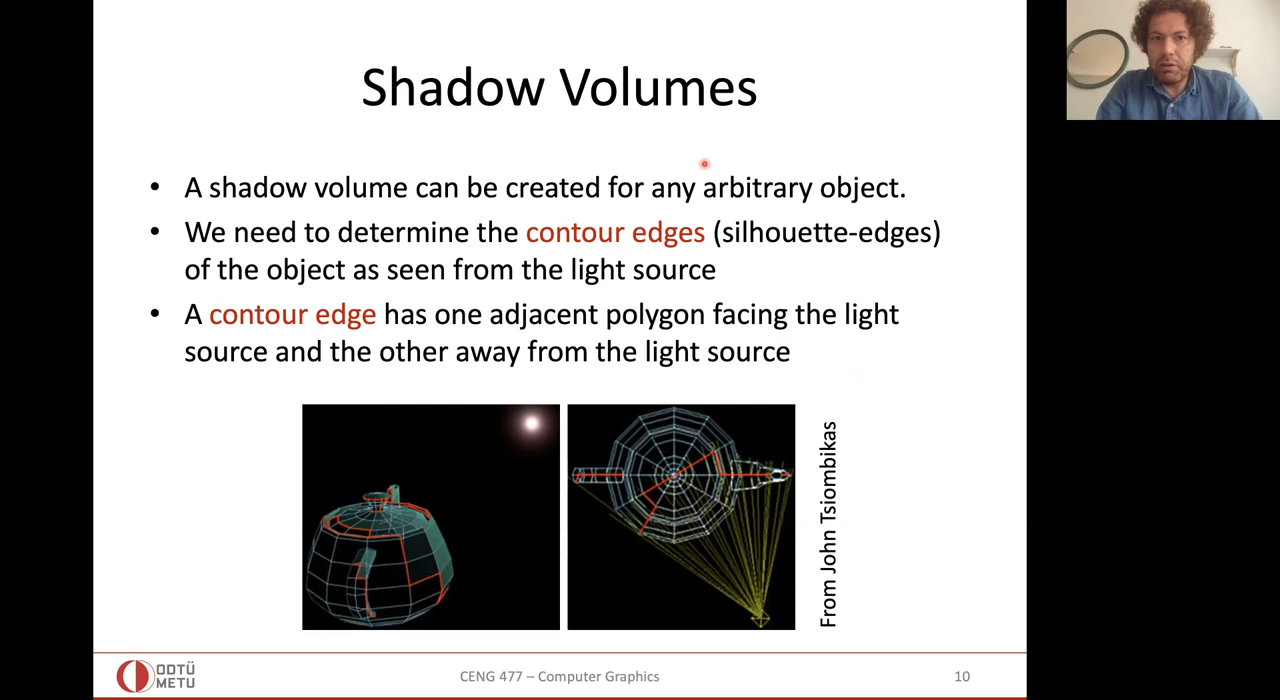 Shadow Volumes
• A shadow volume can be created for any arbitrary object.
• We need to determine the contour edges (silhouette-edges)
of the object as seen from the light source
• A contour edge has one adjacent polygon facing the light
source and the other away from the light source
From John Tsiombikas
ODTÜ
METU
CENG 477 – Computer Graphics
10